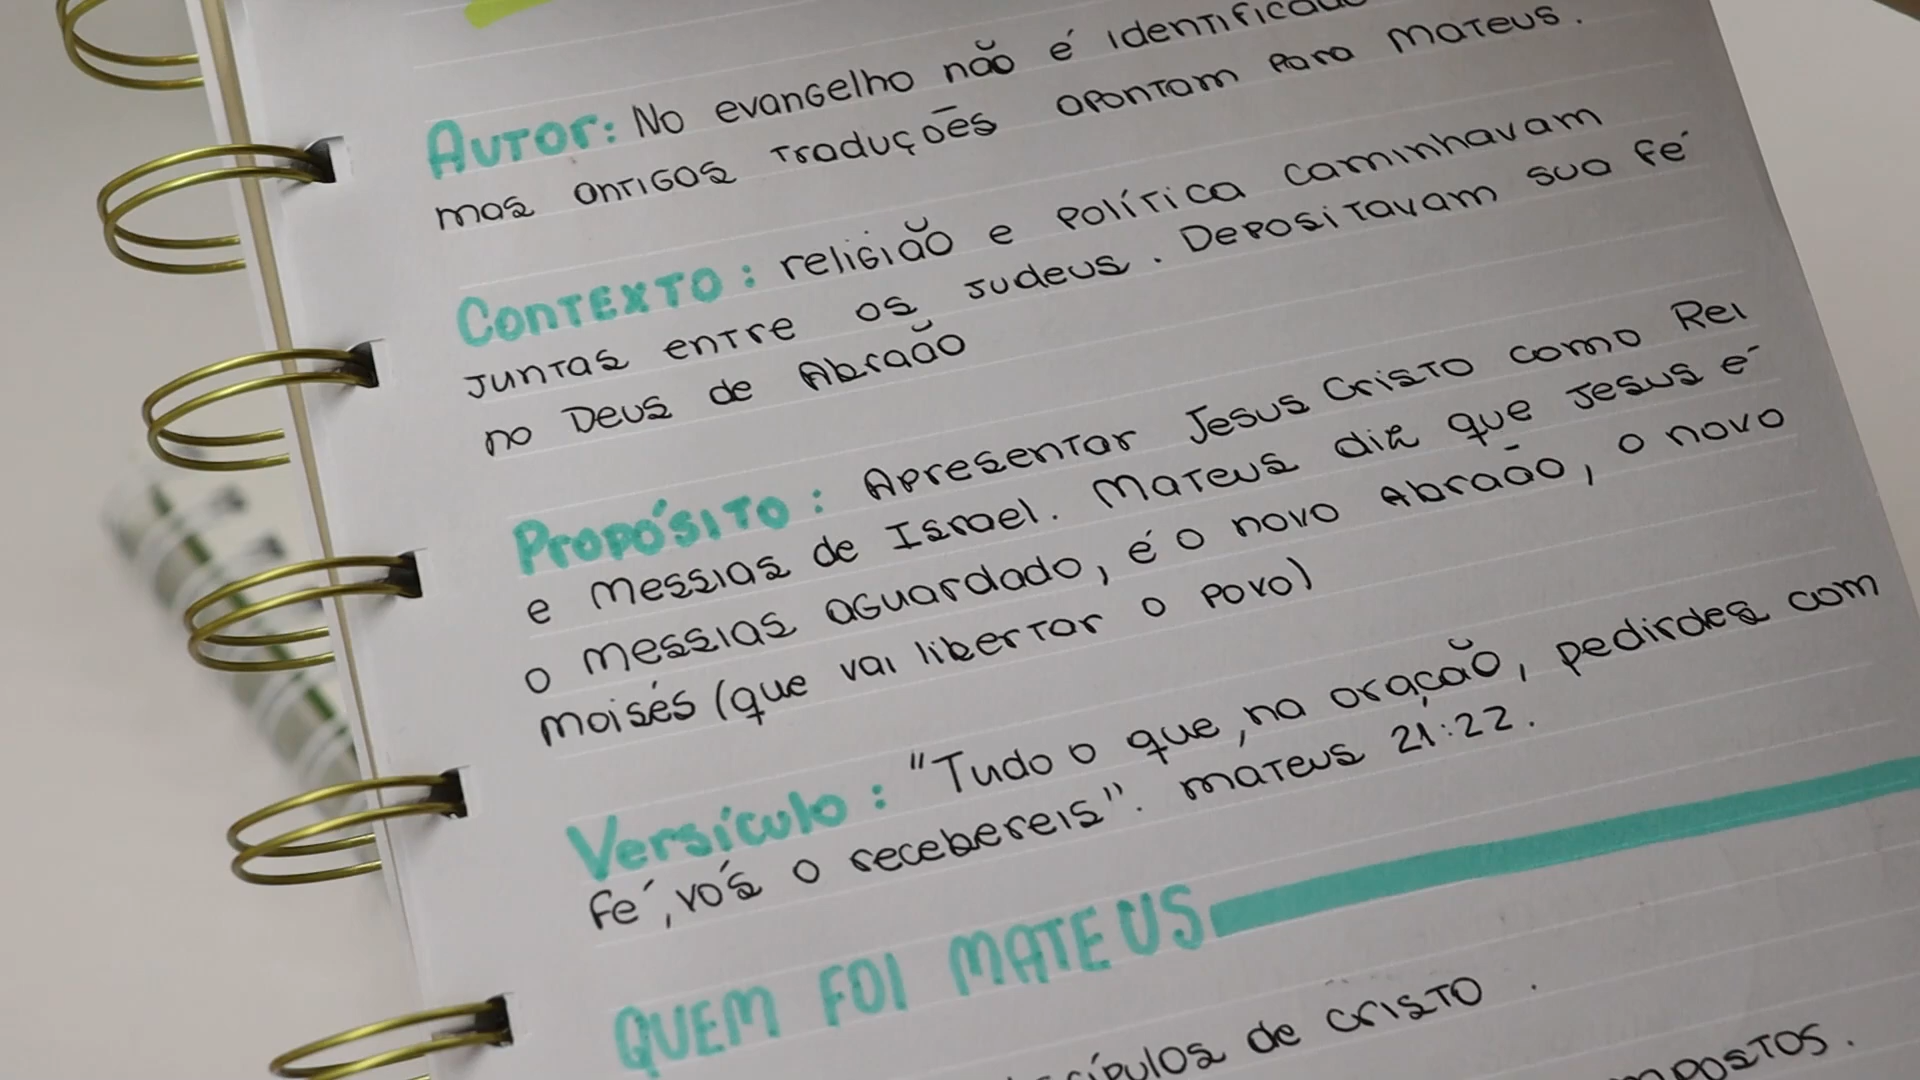 Autor: No evangelho não é identificado
mas antigas traduções apontam para Mateus.
Contexto: religião e política caminhavam
juntas entre os judeus. Depositavam sua fé
no Deus de Abraão
Propósito: Apresentar Jesus Cristo como Rei
e messias de Israel. Mateus diz que Jesus é
o messias aguardado, é o novo Abraão, o novo
moisés (que vai libertar o povo)
Versículo: "Tudo o que, na oração, pedirdes com
fé, vós o recebereis". mateus 21:22.
QUEM FOI MATEUS
de cristo.